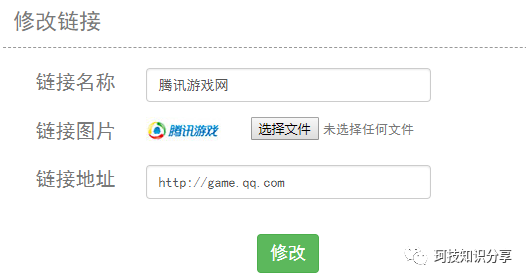 修改链接
链接名称 腾讯游戏网
链接图片 腾讯游戏 选择文件 未选择任何文件
链接地址 http://game.qq.com
修改
珂技知识分享